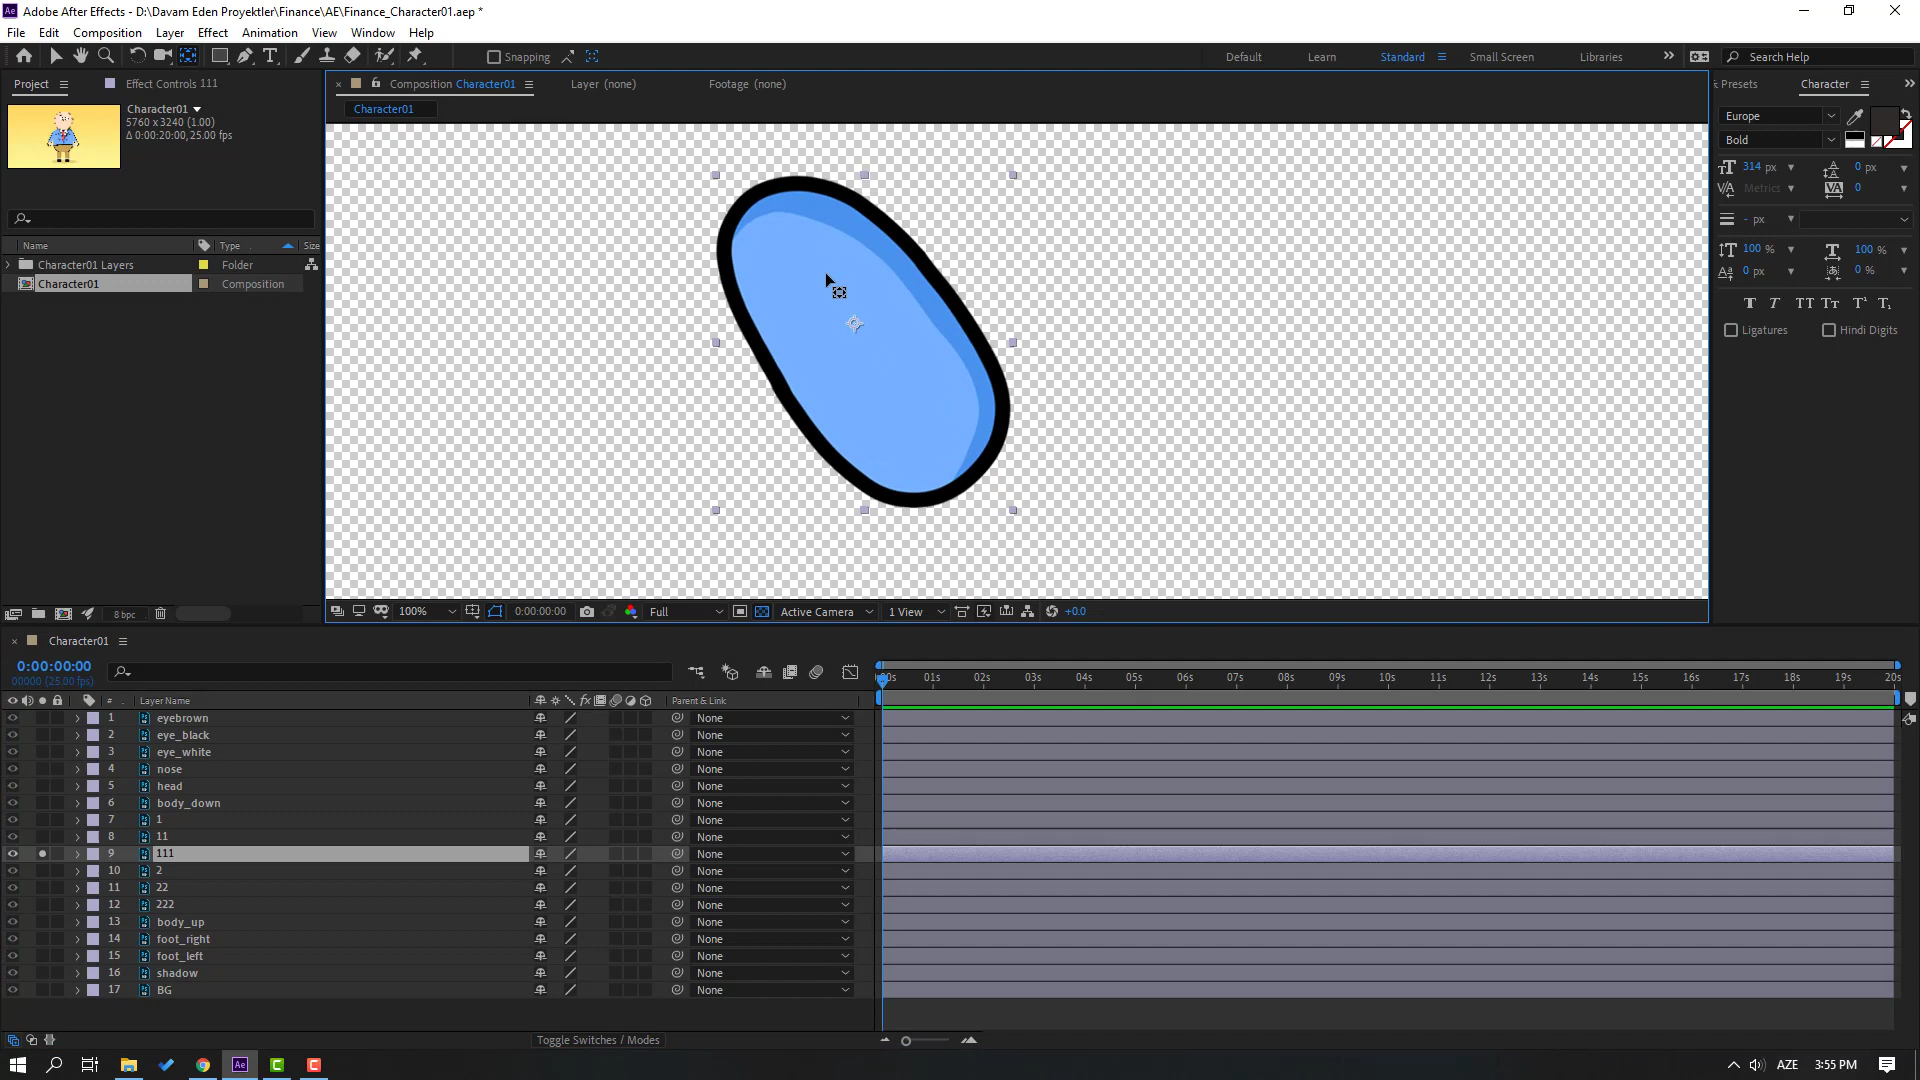 Adobe After Effects - D:\Davam Eden Proyektler\Finance\AE\Finance_Character01.aep *
File Edit Composition Layer Effect Animation View Window Help
Snapping
Default Learn Standard Small Screen Libraries Search Help
Project Effect Controls 111
Composition Character01 Layer (none) Footage (none)
Presets Character
Character01
5760 x 3240 (1.00)
Δ 0:00:20:00, 25.00 fps
Character01
Europe
Bold
314 px 0 px
Metrics 0
- px
100 % 100 %
0 px 0 %
Ligatures Hindi Digits
Name Type Size
Character01 Layers Folder
Character01 Composition
8 bpc
100% 0:00:00:00 Full Active Camera 1 View +0.0
Character01
0:00:00:00
00000 (25.00 fps)
# Layer Name Parent & Link
:00s 01s 02s 03s 04s 05s 06s 07s 08s 09s 10s 11s 12s 13s 14s 15s 16s 17s 18s 19s 20s
1 eyebrown None
2 eye_black None
3 eye_white None
4 nose None
5 head None
6 body_down None
7 1 None
8 11 None
9 111 None
10 2 None
11 22 None
12 222 None
13 body_up None
14 foot_right None
15 foot_left None
16 shadow None
17 BG None
Toggle Switches / Modes
AZE 3:55 PM